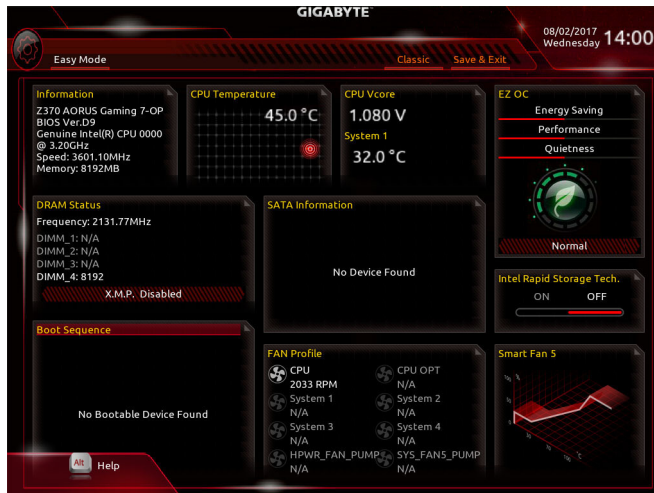 GIGABYTE
08/02/2017
Wednesday
14:00
Easy Mode
Classic
Save & Exit
Information
Z370 AORUS Gaming 7-OP
BIOS Ver.D9
Genuine Intel(R) CPU 0000
@ 3.20GHz
Speed: 3601.10MHz
Memory: 8192MB
CPU Temperature
45.0 °C
CPU Vcore
1.080 V
System 1
32.0 °C
EZ OC
Energy Saving
Performance
Quietness
Normal
DRAM Status
Frequency: 2131.77MHz
DIMM_1: N/A
DIMM_2: N/A
DIMM_3: N/A
DIMM_4: 8192
X.M.P. Disabled
SATA Information
No Device Found
Intel Rapid Storage Tech.
ON OFF
Boot Sequence
No Bootable Device Found
FAN Profile
CPU
2033 RPM
CPU OPT
N/A
System 1
N/A
System 2
N/A
System 3
N/A
System 4
N/A
HPWR_FAN_PUMP
N/A
SYS_FAN5_PUMP
N/A
Smart Fan 5
Alt Help